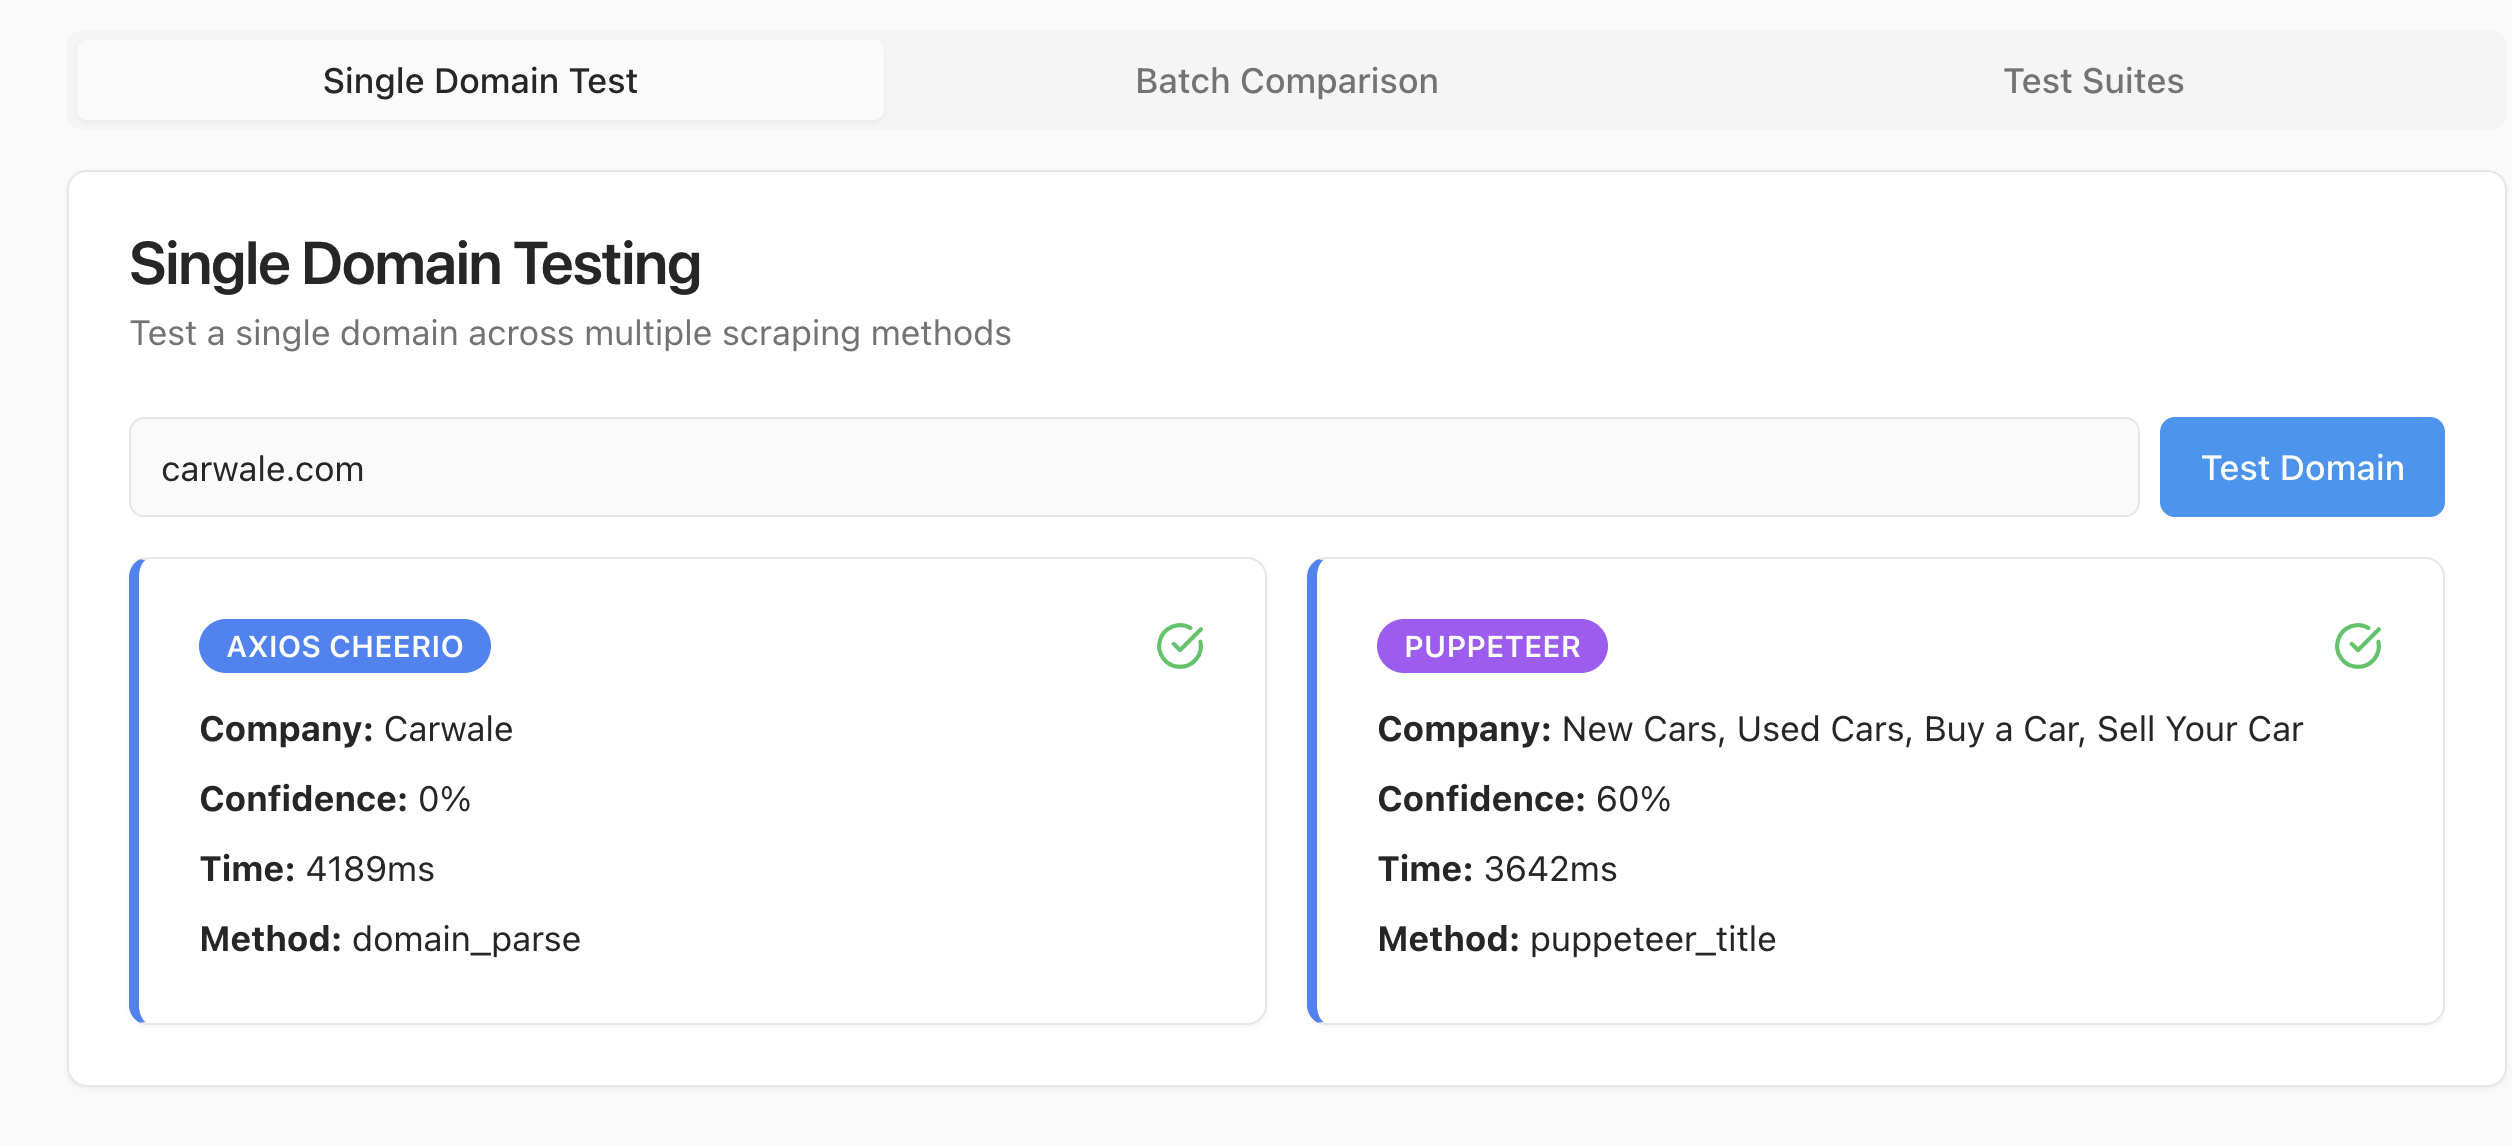 Single Domain Test
Batch Comparison
Test Suites
Single Domain Testing
Test a single domain across multiple scraping methods
carwale.com
Test Domain
AXIOS CHEERIO
Company: Carwale
Confidence: 0%
Time: 4189ms
Method: domain_parse
PUPPETEER
Company: New Cars, Used Cars, Buy a Car, Sell Your Car
Confidence: 60%
Time: 3642ms
Method: puppeteer_title